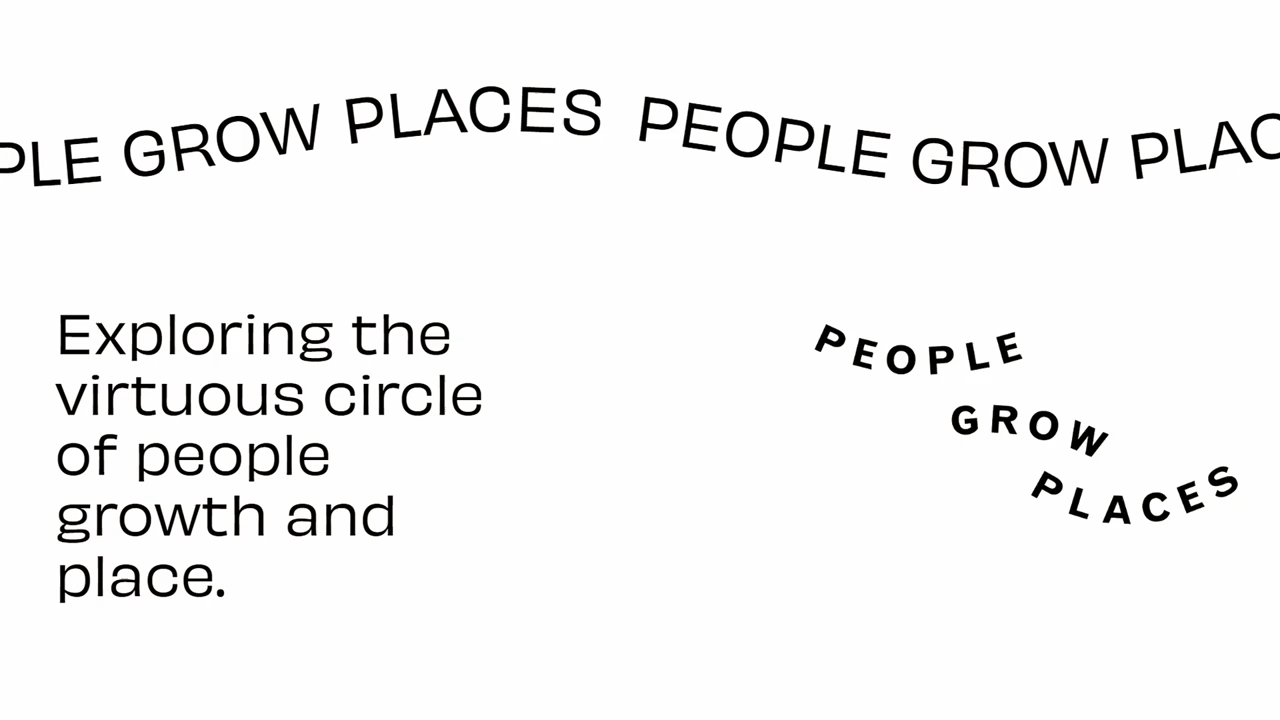 PLE GROW PLACES PEOPLE GROW PLAC
Exploring the
virtuous circle
of people
growth and
place.
PEOPLE
GROW
PLACES